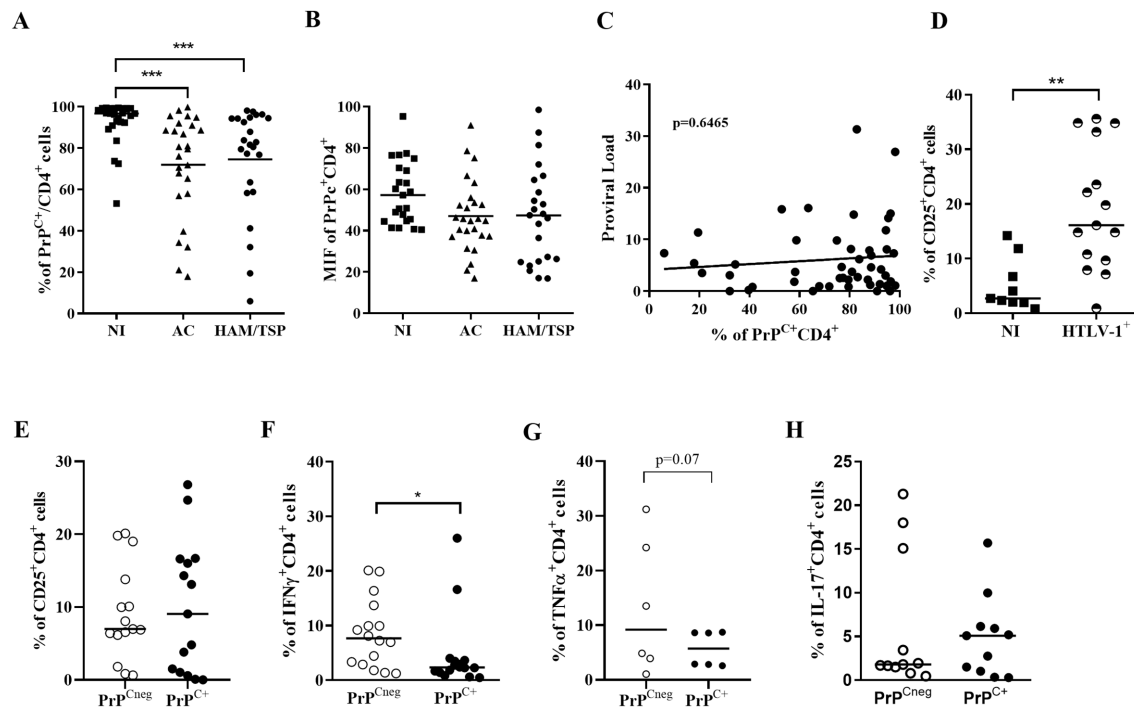 A
B
C
D
***
***
%of PrP^C+/CD4⁺ cells
100
80
60
40
20
0
NI AC HAM/TSP
MIF of PrPc⁺CD4⁺
100
80
60
40
20
0
NI AC HAM/TSP
Proviral Load
p=0.6465
40
30
20
10
0
0 20 40 60 80 100
% of PrP^C+CD4⁺
**
% of CD25⁺CD4⁺ cells
40
30
20
10
0
NI HTLV-1⁺
E
F
G
H
% of CD25⁺CD4⁺ cells
30
20
10
0
PrP^Cneg PrP^C+
*
% of IFNγ⁺CD4⁺ cells
40
30
20
10
0
PrP^Cneg PrP^C+
p=0.07
% of TNFα⁺CD4⁺ cells
40
30
20
10
0
PrP^Cneg PrP^C+
% of IL-17⁺CD4⁺ cells
25
20
15
10
5
0
PrP^Cneg PrP^C+